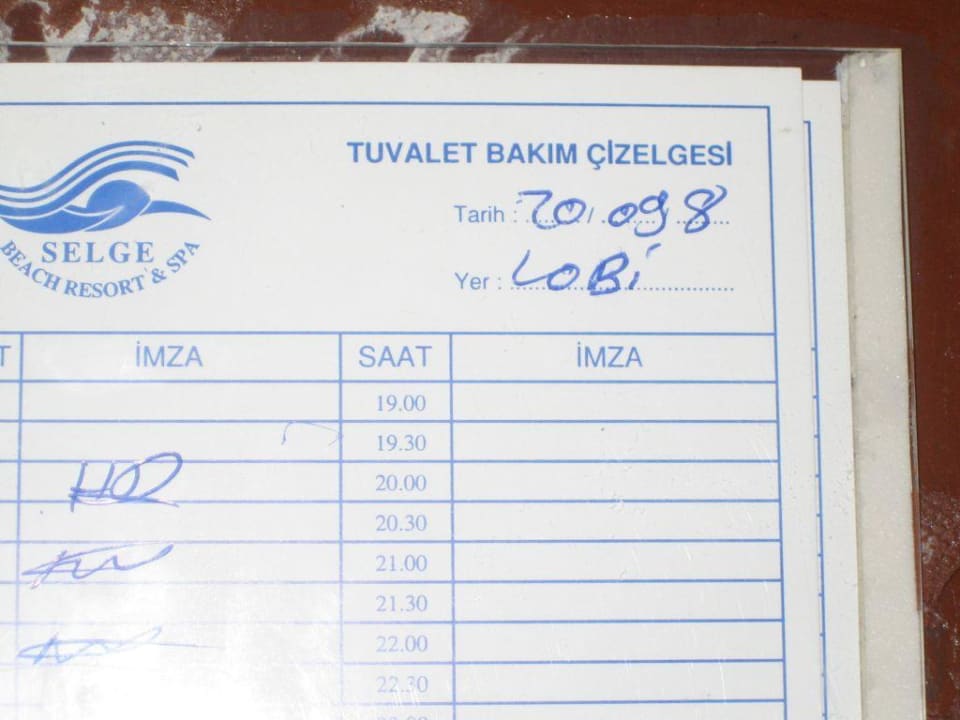 TUVALET BAKIM ÇİZELGESİ
Tarih : 20 / 09 8
Yer : LOBİ
SELGE
BEACH RESORT & SPA
T İMZA SAAT İMZA
19.00
19.30
20.00
20.30
21.00
21.30
22.00
22.30